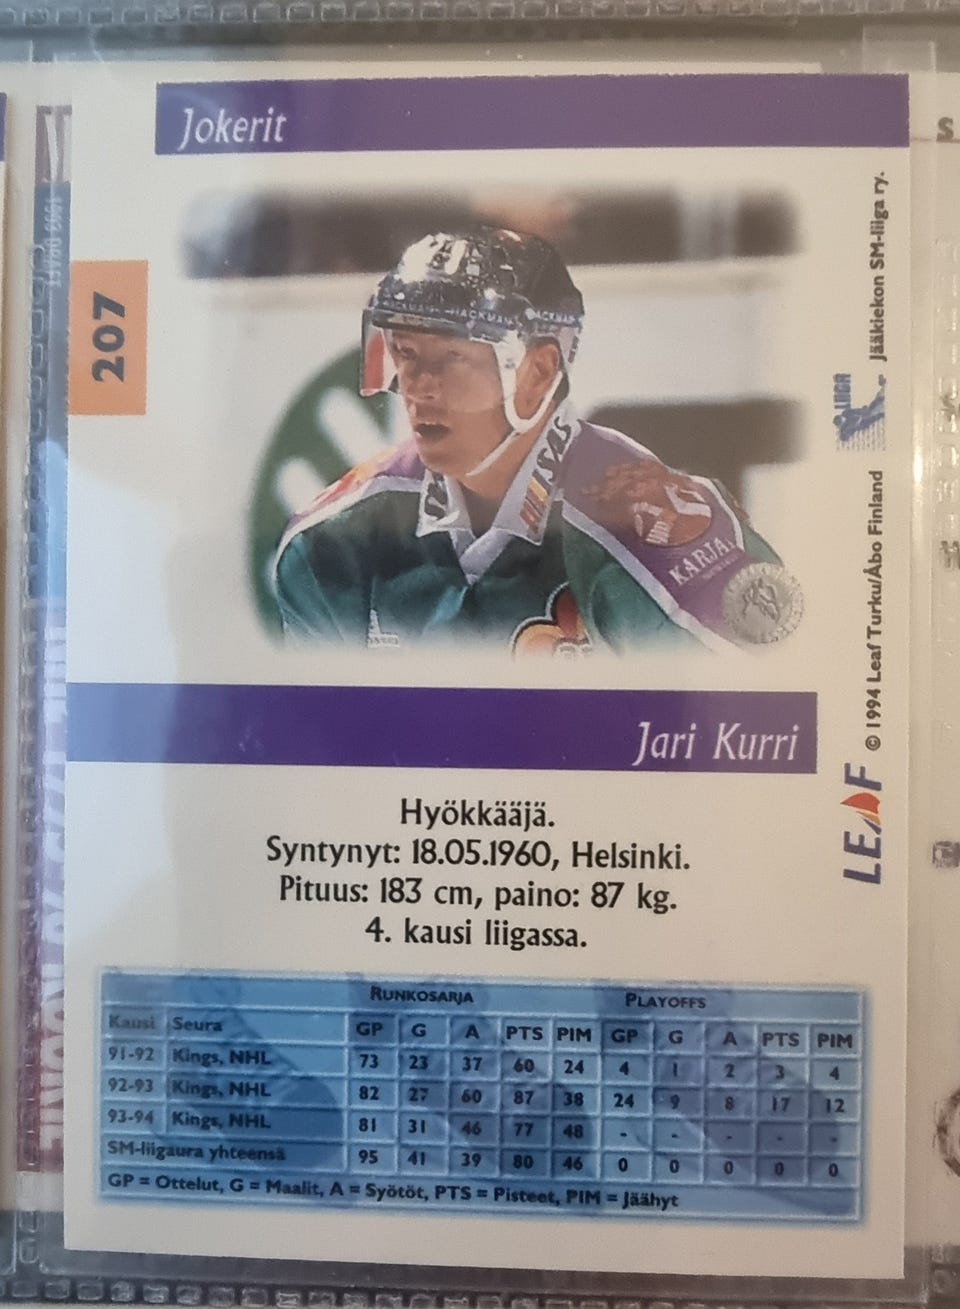 Jokerit
207
Jääkiekon SM-liiga ry.
LIIGA
© 1994 Leaf Turku/Åbo Finland
LEAF
HACKMAN HACKMAN
KARJA
Jari Kurri
Hyökkääjä.
Syntynyt: 18.05.1960, Helsinki.
Pituus: 183 cm, paino: 87 kg.
4. kausi liigassa.
RUNKOSARJA PLAYOFFS
Kausi Seura GP G A PTS PIM GP G A PTS PIM
91-92 Kings, NHL 73 23 37 60 24 4 1 2 3 4
92-93 Kings, NHL 82 27 60 87 38 24 9 8 17 12
93-94 Kings, NHL 81 31 46 77 48 - - - - -
SM-liigaura yhteensä 95 41 39 80 46 0 0 0 0 0
GP = Ottelut, G = Maalit, A = Syötöt, PTS = Pisteet, PIM = Jäähyt